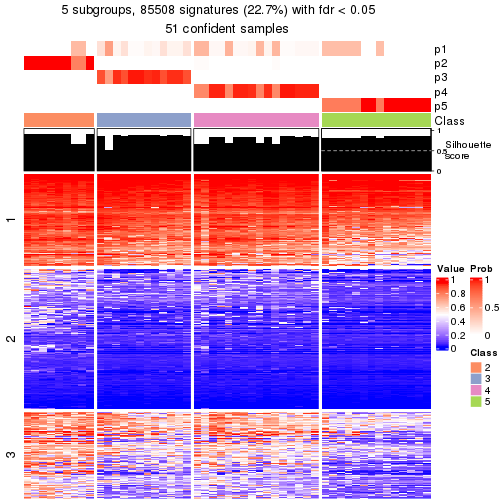 5 subgroups, 85508 signatures (22.7%) with fdr < 0.05
51 confident samples
p1
p2
p3
p4
p5
Class
1
0.5
0
Silhouette
score
1
2
3
Value
1
0.8
0.6
0.4
0.2
0
Prob
1
0.5
0
Class
2
3
4
5